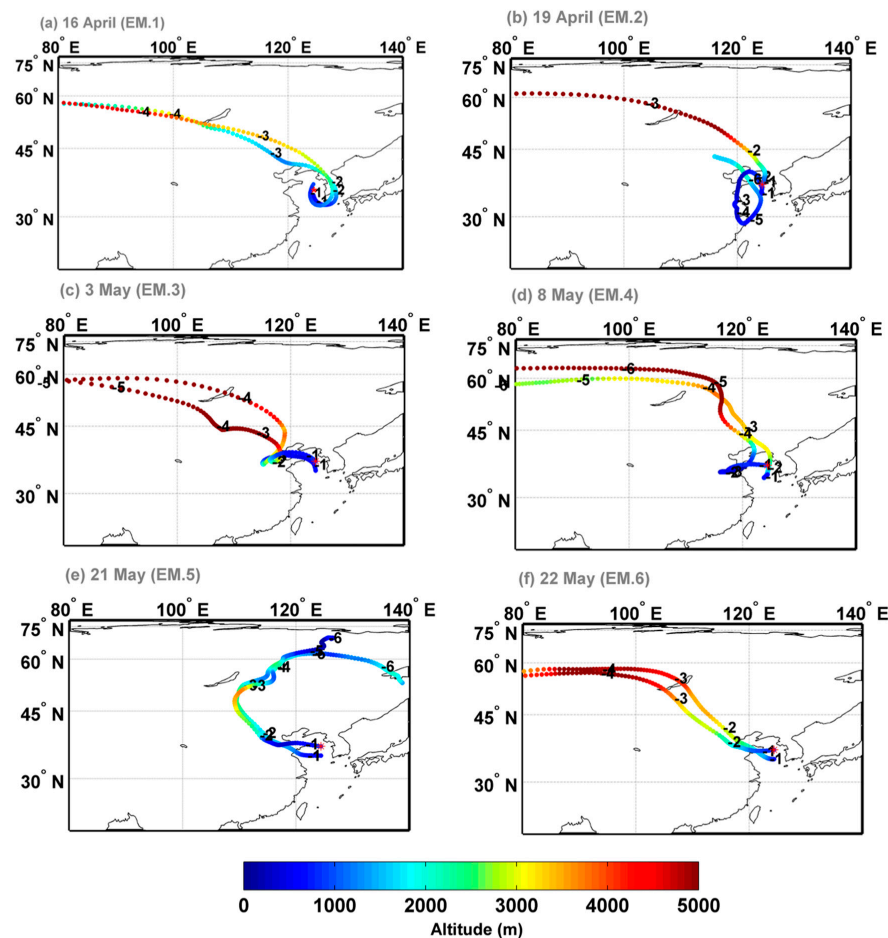 (a) 16 April (EM.1)
80° E 100° E 120° E 140° E
75° N
60° N
45° N
30° N
-4 -4 -3 -3 -2 -2 -1
(b) 19 April (EM.2)
80° E 100° E 120° E 140° E
75° N
60° N
45° N
30° N
-3 -2 -1 -3 -4 -5
(c) 3 May (EM.3)
80° E 100° E 120° E 140° E
75° N
60° N
45° N
30° N
-5 -5 -4 -4 -3 -2 -1 -1
(d) 8 May (EM.4)
80° E 100° E 120° E 140° E
75° N
60° N
45° N
30° N
-6 -5 -5 -4 -4 -3 -2 -1
(e) 21 May (EM.5)
80° E 100° E 120° E 140° E
75° N
60° N
45° N
30° N
-6 -6 -5 -4 -3 -3 -2 -2 -1 -1
(f) 22 May (EM.6)
80° E 100° E 120° E 140° E
75° N
60° N
45° N
30° N
-4 -3 -3 -2 -2 -1 -1
0 1000 2000 3000 4000 5000
Altitude (m)